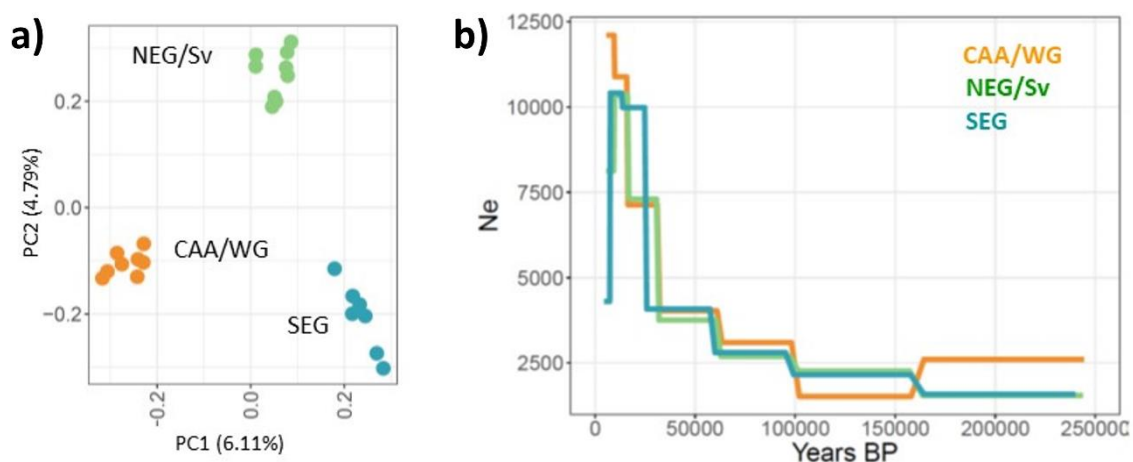 a)
NEG/Sv
CAA/WG
SEG
0.2
0.0
−0.2
PC2 (4.79%)
−0.2
0.0
0.2
PC1 (6.11%)
b)
CAA/WG
NEG/Sv
SEG
12500
10000
7500
5000
2500
Ne
0
50000
100000
150000
200000
25000
Years BP